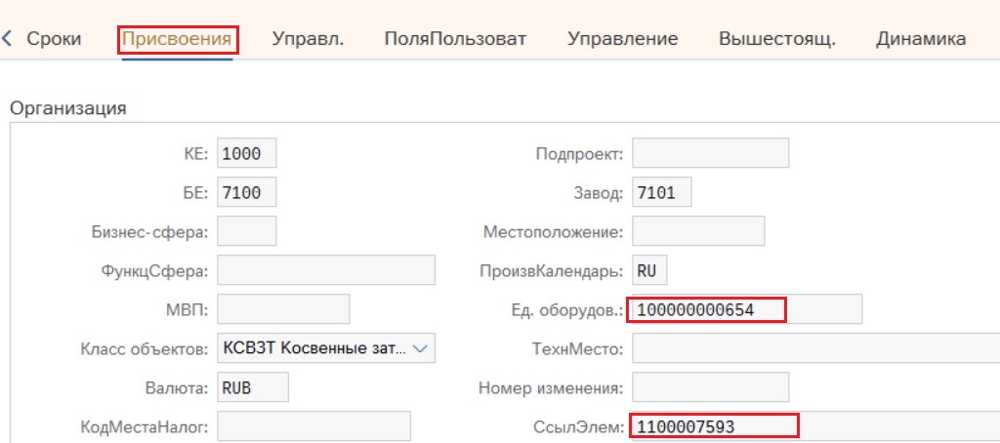 Сроки Присвоения Управл. ПоляПользоват Управление Вышестоящ. Динамика
Организация
КЕ: 1000 Подпроект:
БЕ: 7100 Завод: 7101
Бизнес-сфера: Местоположение:
ФункцСфера: ПроизвКалендарь: RU
МВП: Ед. оборудов.: 100000000654
Класс объектов: КСВЗТ Косвенные зат... ТехнМесто:
Валюта: RUB Номер изменения:
КодМестаНалог: СсылЭлем: 1100007593